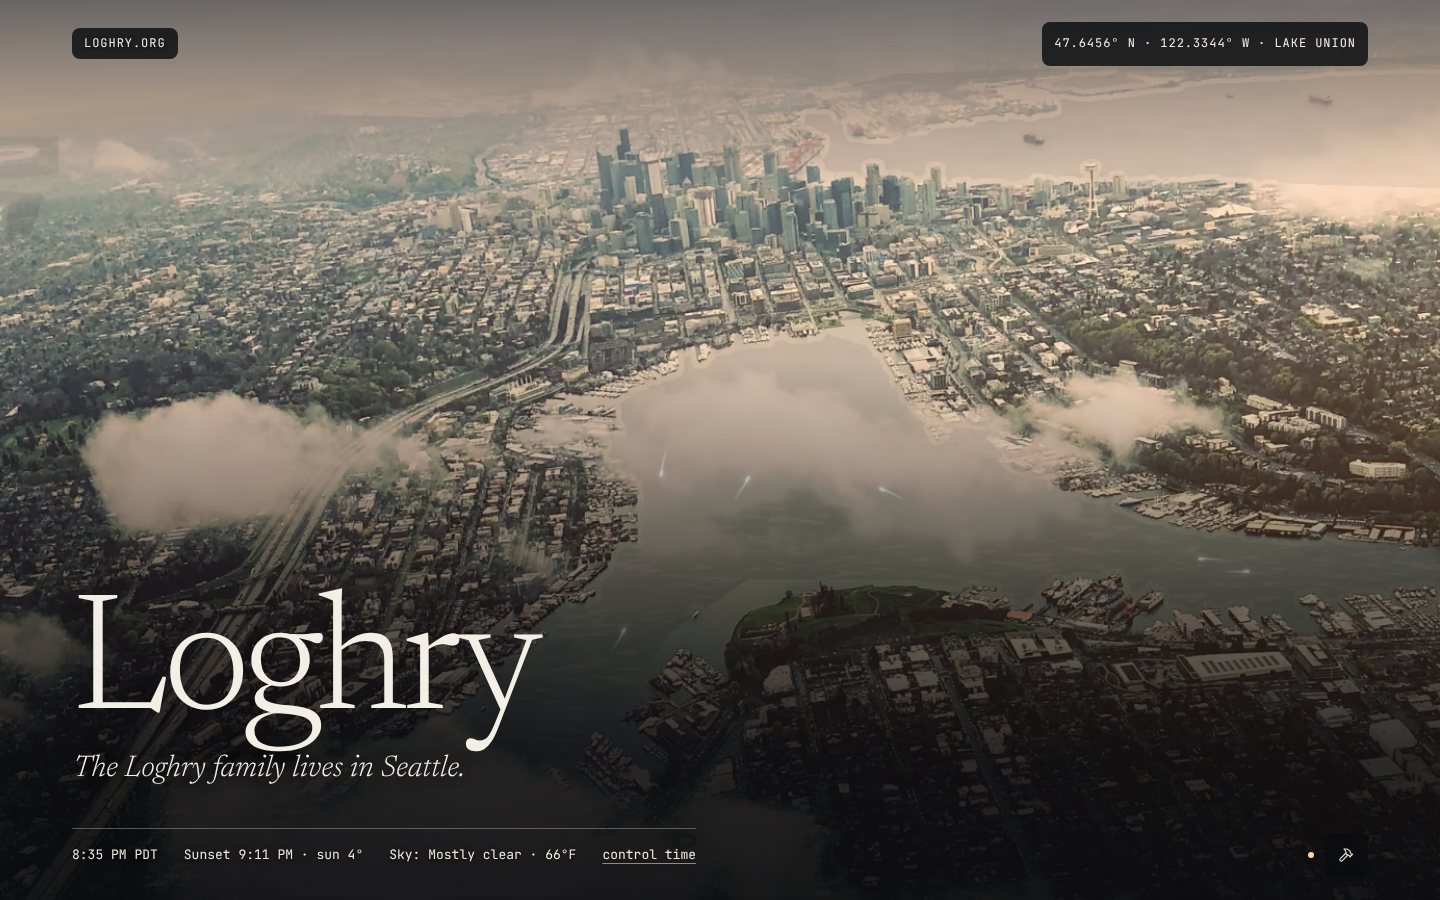 LOGHRY.ORG
47.6456° N · 122.3344° W · LAKE UNION
Loghry
The Loghry family lives in Seattle.
8:35 PM PDT Sunset 9:11 PM · sun 4° Sky: Mostly clear · 66°F control time